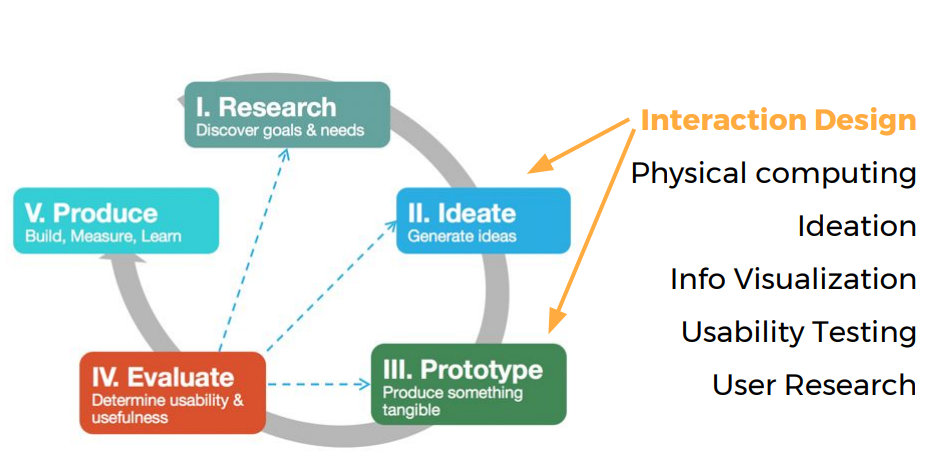 I. Research
Discover goals & needs
Interaction Design
Physical computing
V. Produce
Build, Measure, Learn
II. Ideate
Generate ideas
Ideation
Info Visualization
Usability Testing
IV. Evaluate
Determine usability &
usefulness
III. Prototype
Produce something
tangible
User Research